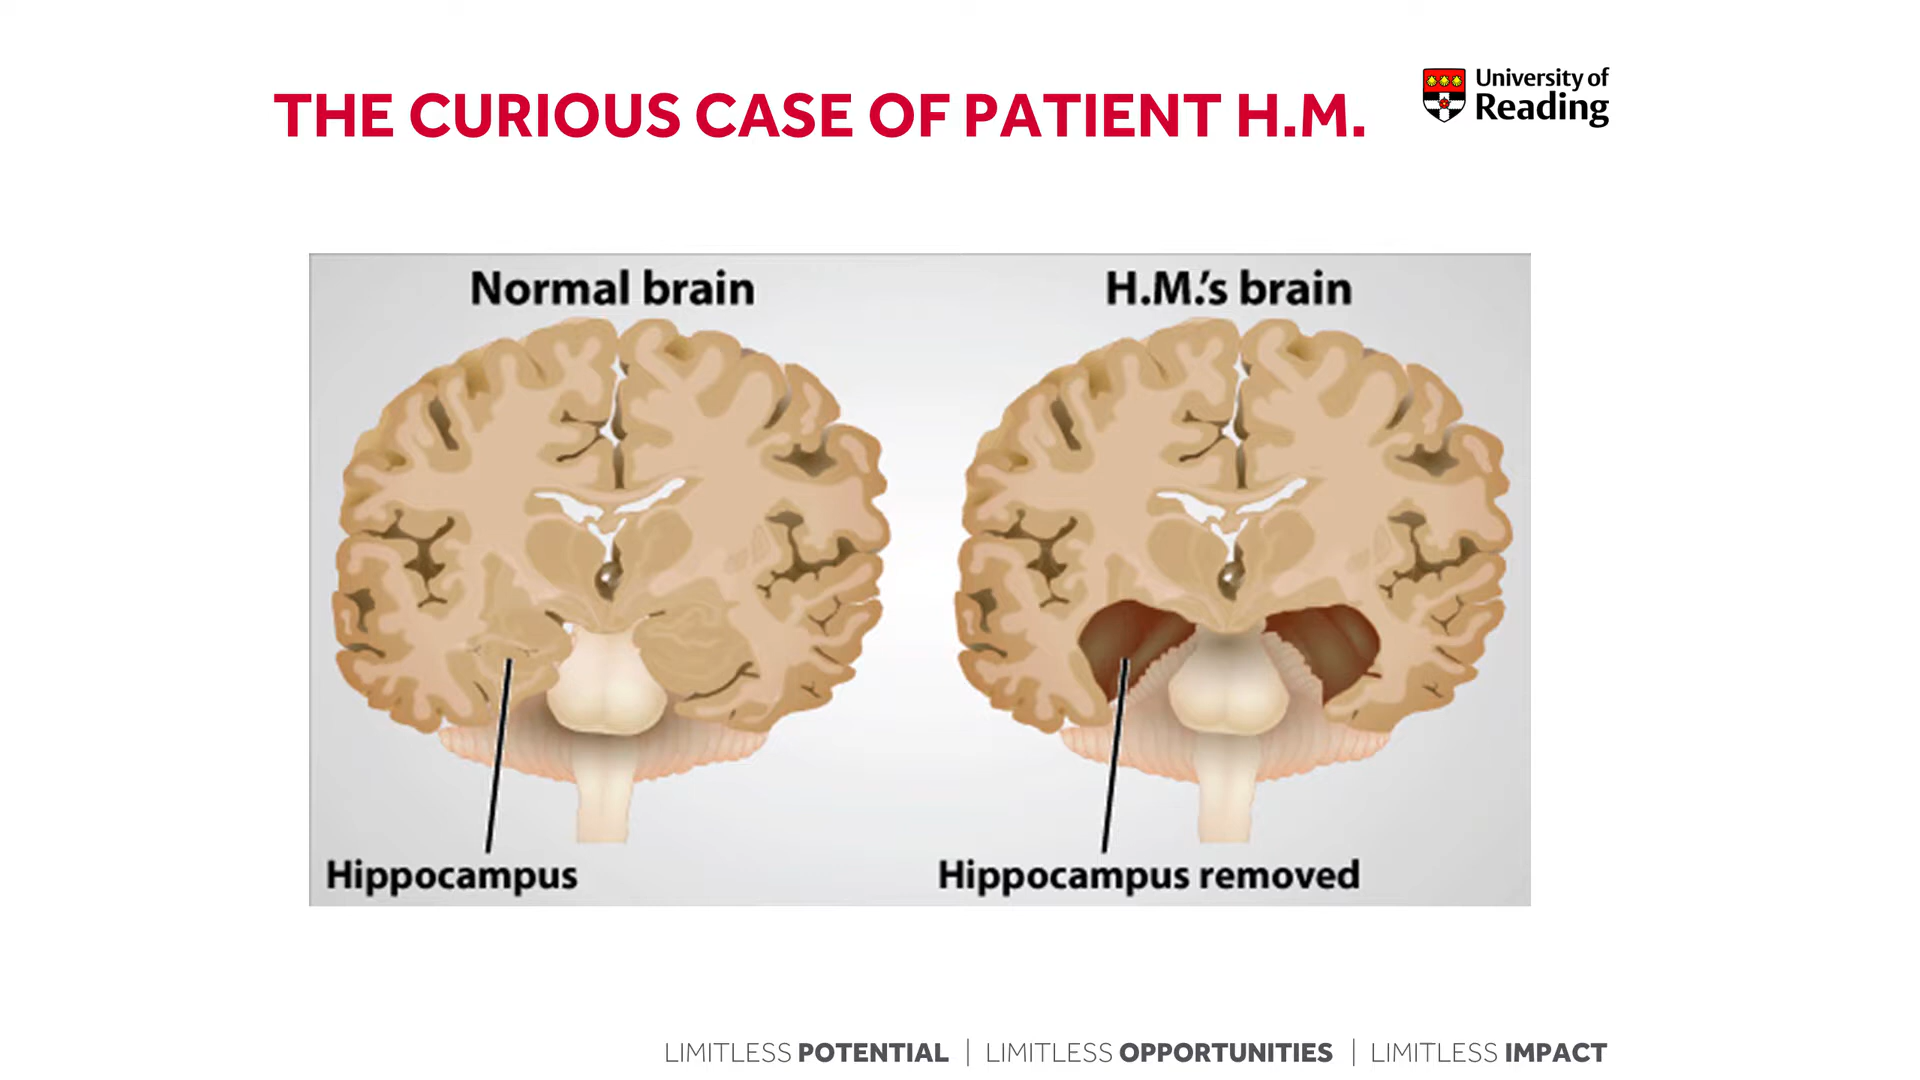 THE CURIOUS CASE OF PATIENT H.M.
University of
Reading
Normal brain
H.M.'s brain
Hippocampus
Hippocampus removed
LIMITLESS POTENTIAL | LIMITLESS OPPORTUNITIES | LIMITLESS IMPACT